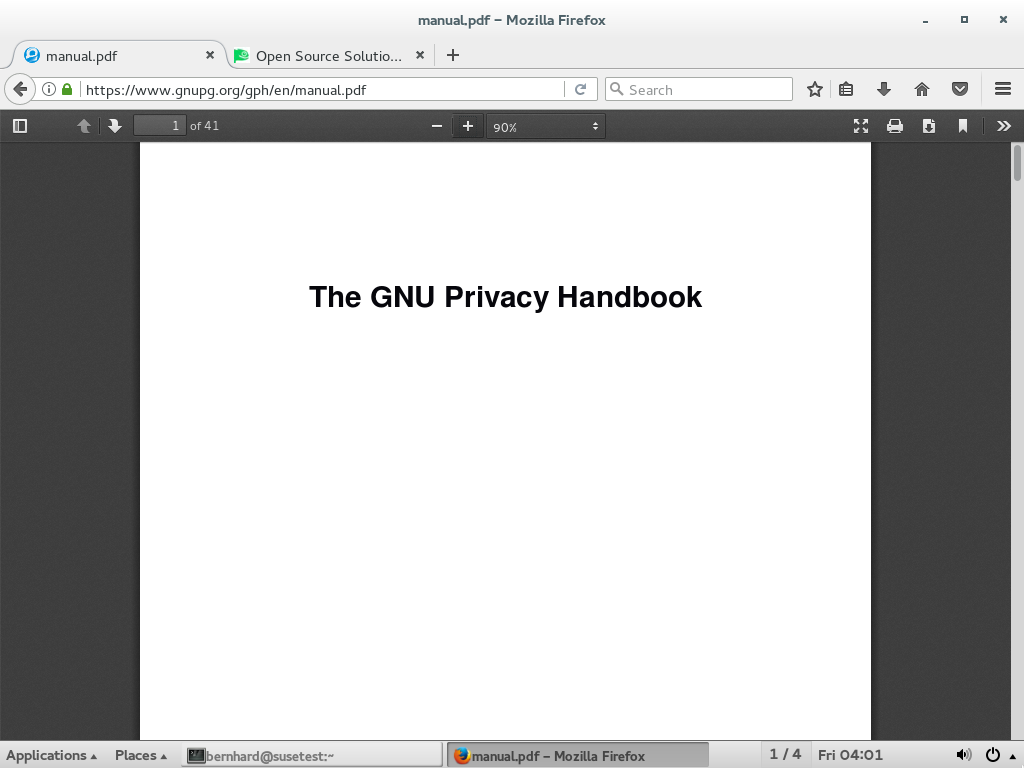 manual.pdf – Mozilla Firefox
manual.pdf
Open Source Solutio...
https://www.gnupg.org/gph/en/manual.pdf
Search
1 of 41
90%
The GNU Privacy Handbook
Applications Places bernhard@susetest:~ manual.pdf – Mozilla Firefox 1 / 4 Fri 04:01